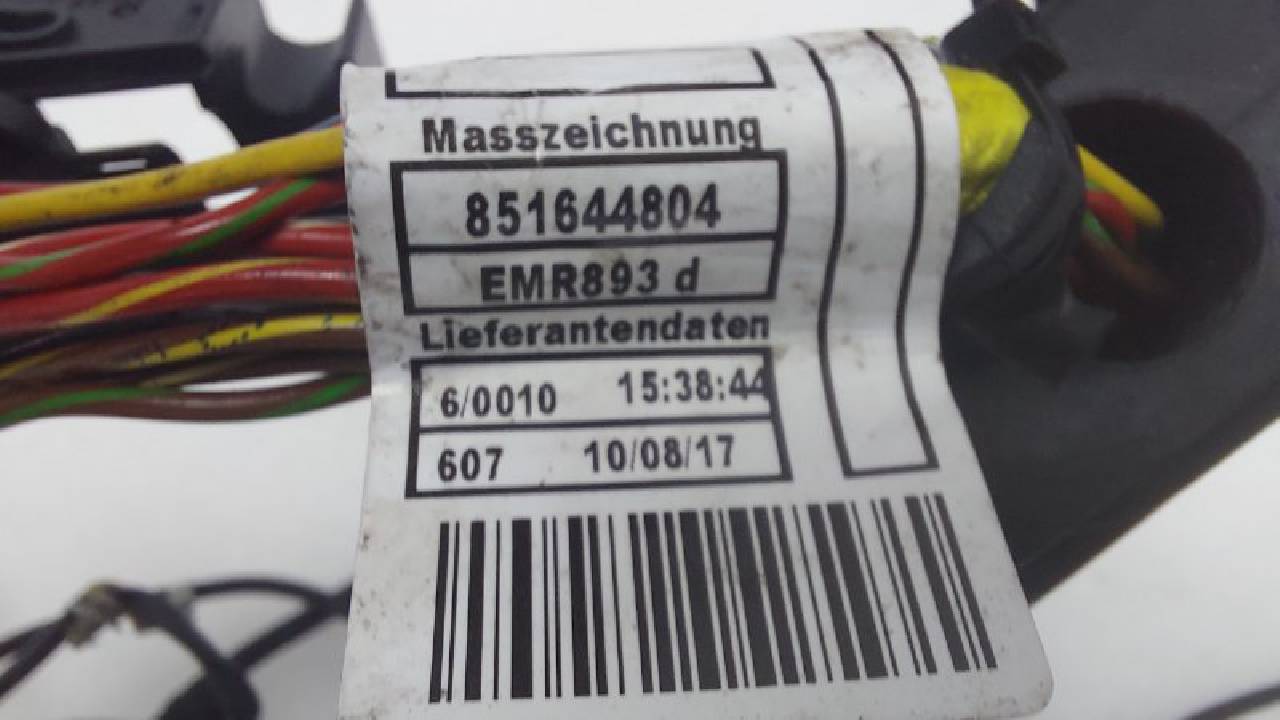 Masszeichnung
851644804
EMR893 d
Lieferantendaten
6/0010 15:38:44
607 10/08/17